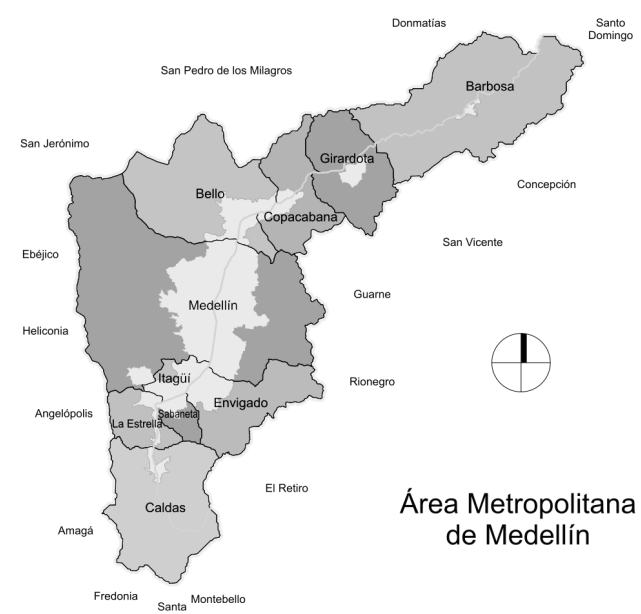 Donmatías
Santo
Domingo
San Pedro de los Milagros
Barbosa
San Jerónimo
Girardota
Concepción
Bello
Copacabana
San Vicente
Ebéjico
Guarne
Medellín
Heliconia
Itagüí
Rionegro
Envigado
Angelópolis
Sabaneta
La Estrella
El Retiro
Caldas
Área Metropolitana
de Medellín
Amagá
Fredonia
Santa
Montebello